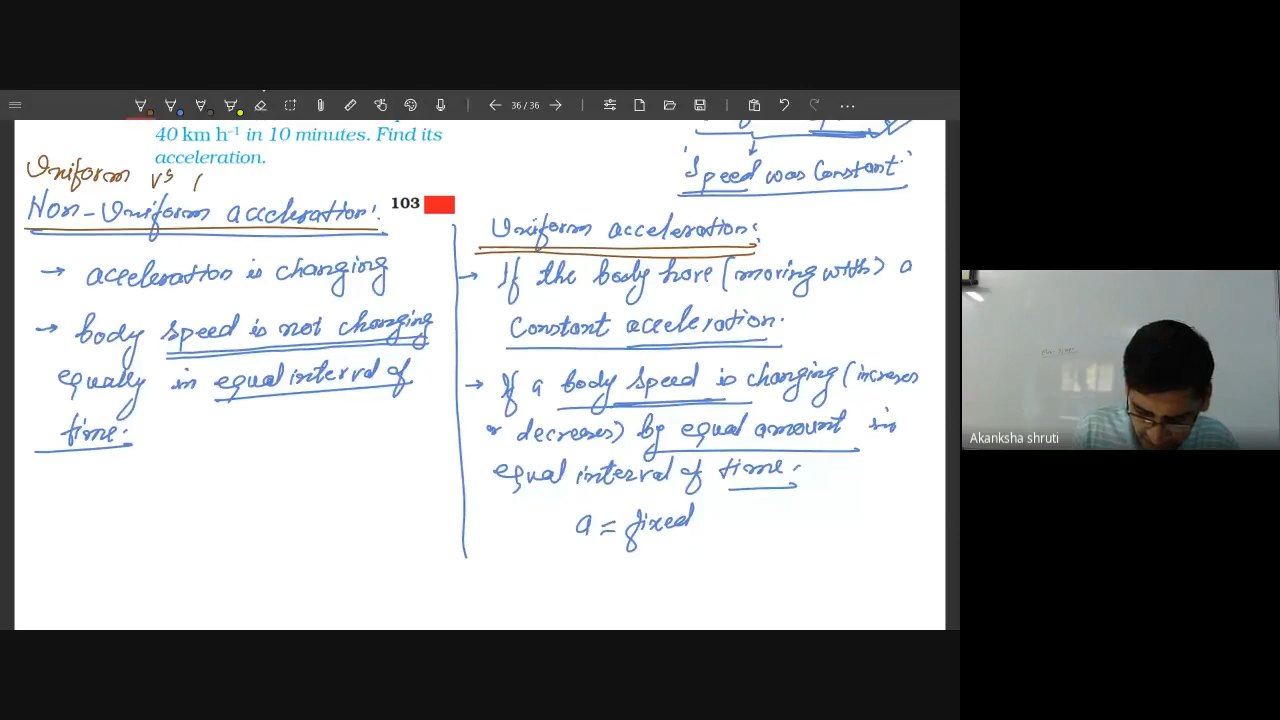 36/36
40 km h⁻¹ in 10 minutes. Find its
acceleration.
'Speed was Constant'
Uniform vs
Non-Uniform acceleration:
103
→ acceleration is changing
→ body speed is not changing
equally in equal interval of
time.
Uniform acceleration:
→ If the body hove (moving with) a
Constant acceleration.
→ If a body speed is changing (increses
or decreases) by equal amount in
equal interval of time.
a = fixed
Akanksha shruti